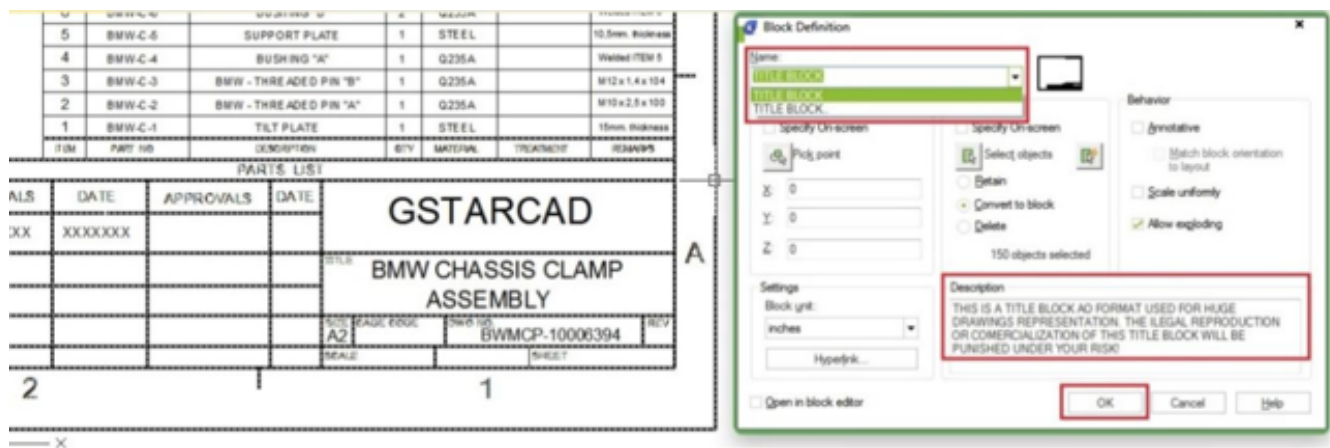 5 BMW-C-5 SUPPORT PLATE 1 STEEL 10,5mm. thickness
4 BMW-C-4 BUSHING "A" 1 Q235A Welded ITEM 5
3 BMW-C-3 BMW - THREADED PIN "B" 1 Q235A M12 x 1,4 x 104
2 BMW-C-2 BMW - THREADED PIN "A" 1 Q235A M10 x 2,5 x 100
1 BMW-C-1 TILT PLATE 1 STEEL 15mm. thickness
ITEM PART NO DESCRIPTION QTY MATERIAL TREATMENT REMARKS
PARTS LIST
ALS DATE APPROVALS DATE
XX XXXXXXX
GSTARCAD
TITLE
BMW CHASSIS CLAMP
ASSEMBLY
SIZE CAGE CODE DWG NO. REV
A2 BWMCP-10006394
SCALE SHEET
A
2 1
X
Block Definition
Name:
TITLE BLOCK
TITLE BLOCK
TITLE BLOCK.
Specify On-screen
Pick point
X: 0
Y: 0
Z: 0
Specify On-screen
Select objects
Retain
Convert to block
Delete
150 objects selected
Behavior
Annotative
Match block orientation
to layout
Scale uniformly
Allow exploding
Settings
Block unit:
inches
Hyperlink...
Description
THIS IS A TITLE BLOCK AO FORMAT USED FOR HUGE
DRAWINGS REPRESENTATION. THE ILEGAL REPRODUCTION
OR COMERCIALIZATION OF THIS TITLE BLOCK WILL BE
PUNISHED UNDER YOUR RISK!
Open in block editor
OK Cancel Help